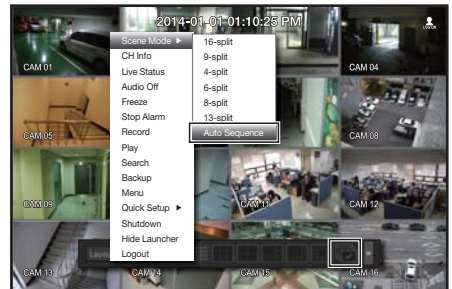 2014-01-01 01:10:25 PM
CAM 01
CAM 04
CAM 05
CAM 08
CAM 09
CAM 11
CAM 12
CAM 13
CAM 14
CAM 15
CAM 16
Scene Mode ▶
CH Info
Live Status
Audio Off
Freeze
Stop Alarm
Record
Play
Search
Backup
Menu
Quick Setup ▶
Shutdown
Hide Launcher
Logout
16-split
9-split
4-split
6-split
8-split
13-split
Auto Sequence